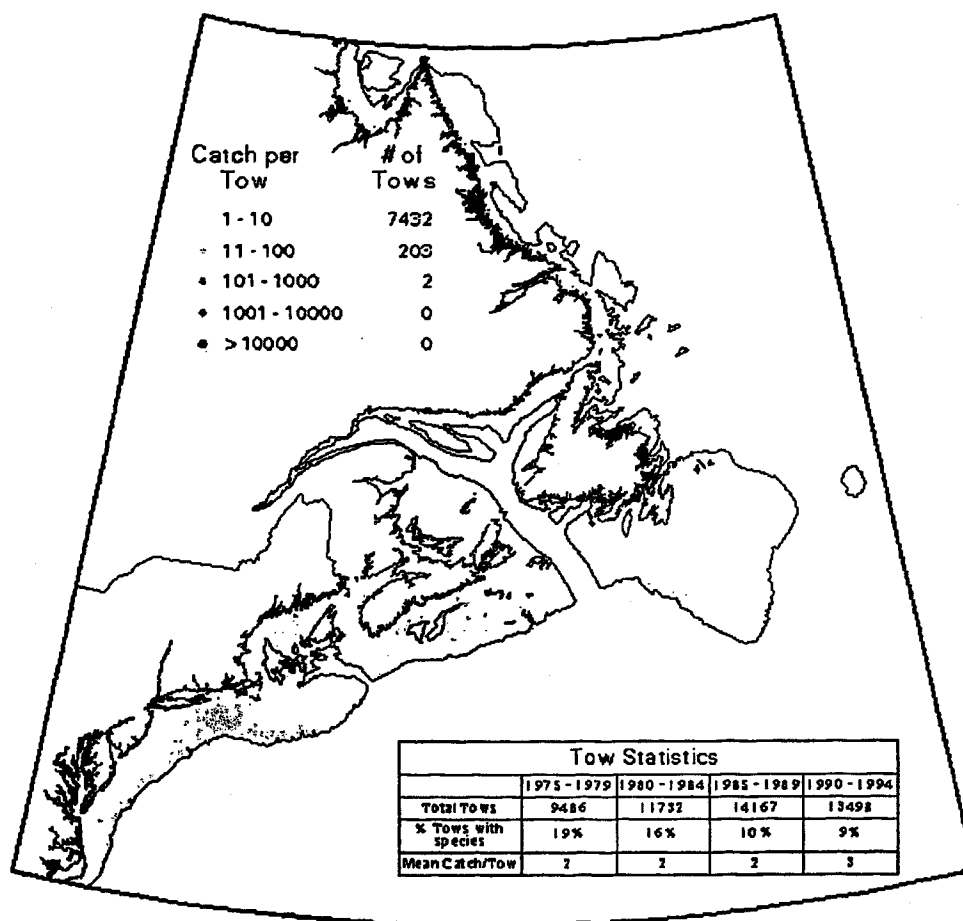 Catch per # of
Tow Tows
1 - 10 7432
11 - 100 203
101 - 1000 2
1001 - 10000 0
> 10000 0
Tow Statistics
1975 - 1979 1980 - 1984 1985 - 1989 1990 - 1994
Total Tows 9486 11732 14167 13498
% Tows with
species 19% 16% 10% 9%
Mean Catch/Tow 2 2 2 3